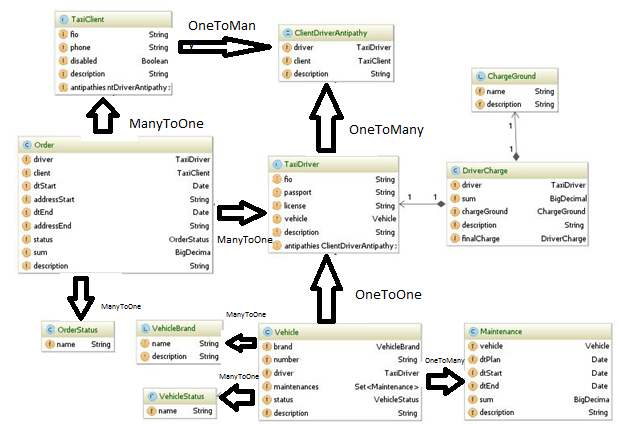 TaxiClient
fio String
phone String
disabled Boolean
description String
antipathies ntDriverAntipathy:
OneToMan
y
ClientDriverAntipathy
driver TaxiDriver
client TaxiClient
description String
ChargeGround
name String
description String
ManyToOne
OneToMany
1
1
Order
driver TaxiDriver
client TaxiClient
dtStart Date
addressStart String
dtEnd Date
addressEnd String
status OrderStatus
sum BigDecima
description String
ManyToOne
TaxiDriver
fio String
passport String
license String
vehicle Vehicle
description String
antipathies ClientDriverAntipathy:
1 1
DriverCharge
driver TaxiDriver
sum BigDecimal
chargeGround ChargeGround
description String
finalCharge DriverCharge
ManyToOne
OneToOne
OrderStatus
name String
VehicleBrand
name String
description String
ManyToOne
Vehicle
brand VehicleBrand
number String
driver TaxiDriver
maintenances Set<Maintenance>
status VehicleStatus
description String
OneToMany
Maintenance
vehicle Vehicle
dtPlan Date
dtStart Date
dtEnd Date
sum BigDecima
description String
ManyToOne
VehicleStatus
name String